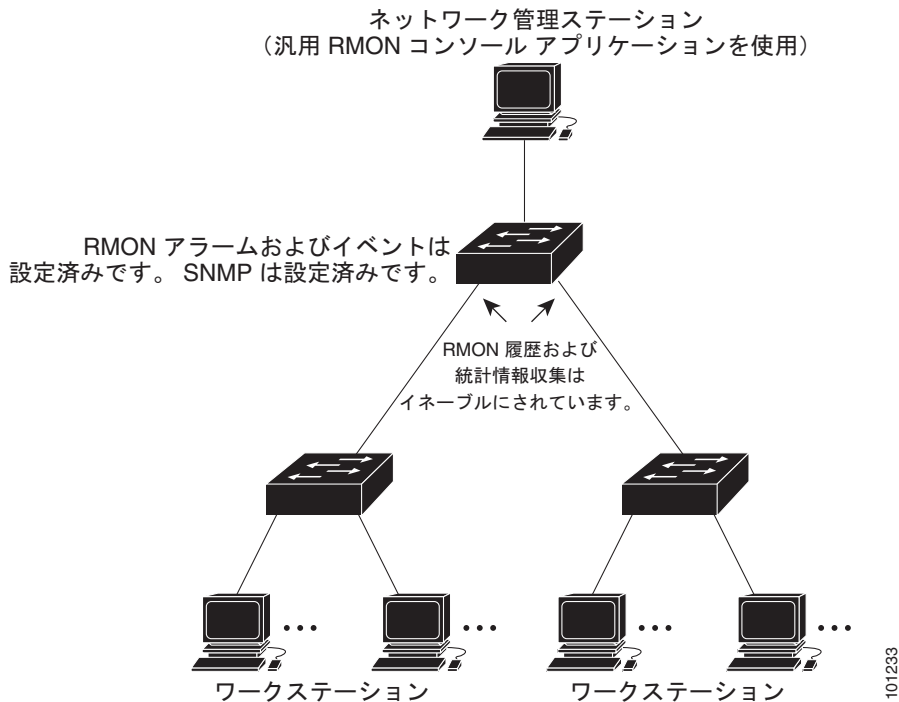 ネットワーク管理ステーション
（汎用 RMON コンソール アプリケーションを使用）
RMON アラームおよびイベントは
設定済みです。 SNMP は設定済みです。
RMON 履歴および
統計情報収集は
イネーブルにされています。
ワークステーション
ワークステーション
101233